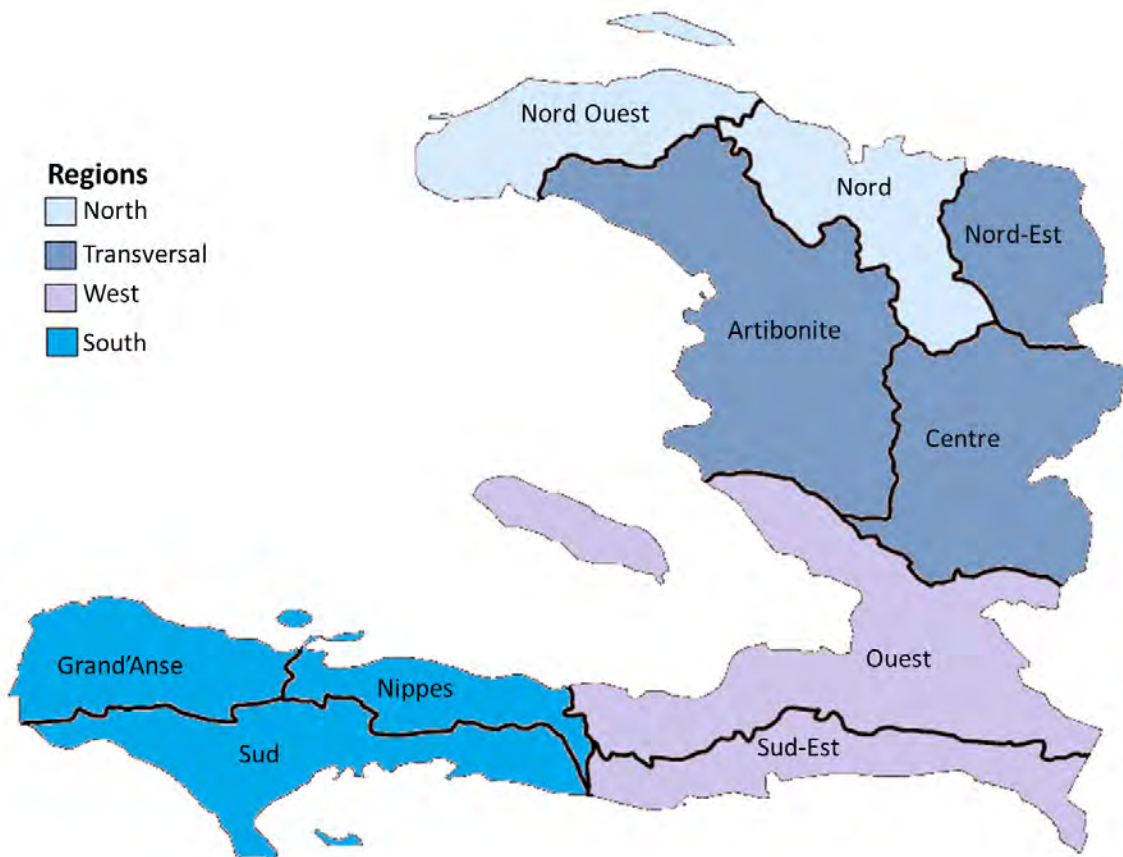 Nord Ouest
Regions
North
Nord
Transversal
Nord-Est
West
South
Artibonite
Centre
Grand'Anse
Nippes
Ouest
Sud
Sud-Est